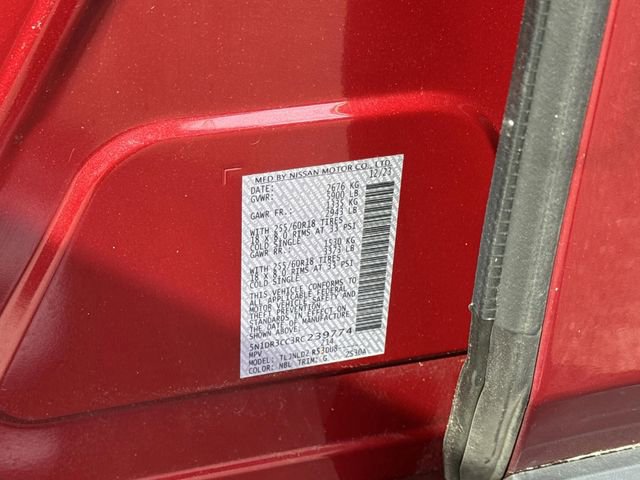 MFD BY NISSAN MOTOR CO., LTD.
DATE: 12/23
GVWR: 2676 KG
5900 LB
GAWR FR.: 1335 KG
2943 LB
WITH 255/60R18 TIRES
18 X 8.0 RIMS AT 33 PSI
COLD SINGLE
GAWR RR.: 1530 KG
3373 LB
WITH 255/60R18 TIRES
18 X 8.0 RIMS AT 33 PSI
COLD SINGLE
THIS VEHICLE CONFORMS TO
ALL APPLICABLE FEDERAL
MOTOR VEHICLE SAFETY AND
THEFT PREVENTION
STANDARDS IN EFFECT ON
THE DATE OF MANUFACTURE
SHOWN ABOVE.
5N1DR3CC3RC239774
MPV 214
MODEL: TLJNLD2 R53UU8-----
COLOR: NBL TRIM: G 2S30A